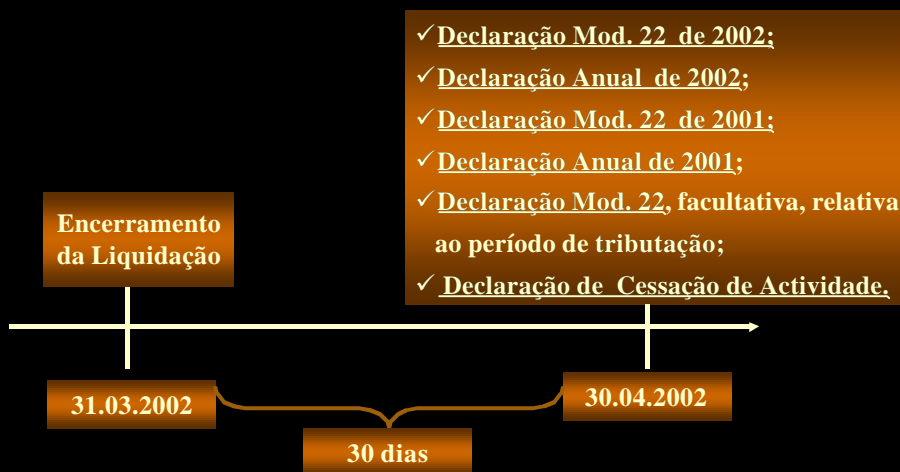 ✓Declaração Mod. 22 de 2002;
✓Declaração Anual de 2002;
✓Declaração Mod. 22 de 2001;
✓Declaração Anual de 2001;
✓Declaração Mod. 22, facultativa, relativa
ao período de tributação;
✓ Declaração de Cessação de Actividade.
Encerramento
da Liquidação
31.03.2002
30.04.2002
30 dias